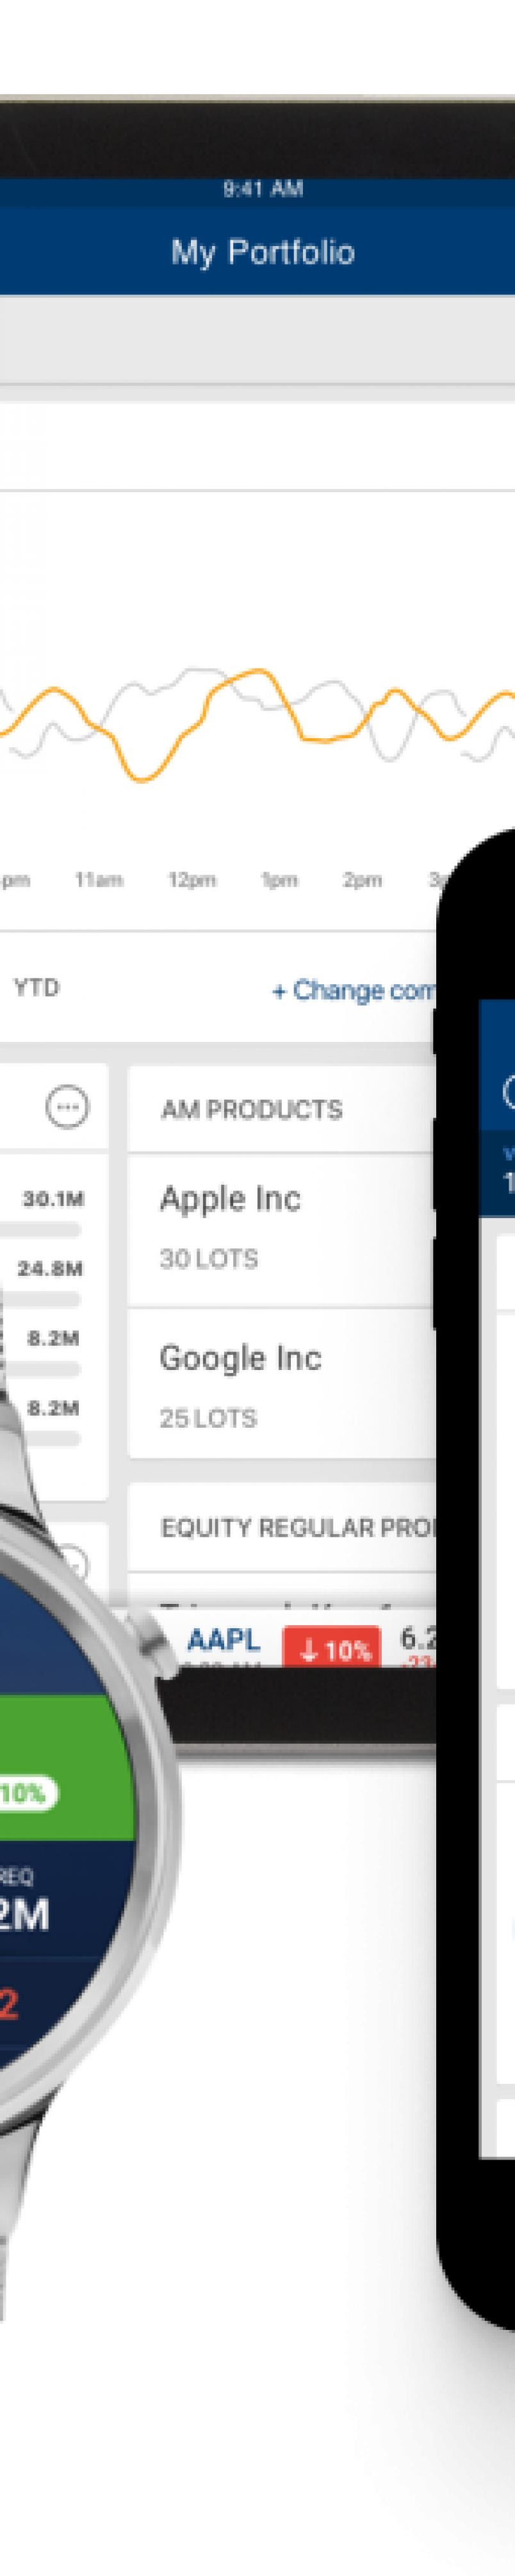 9:41 AM
My Portfolio
pm 11am 12pm 1pm 2pm
YTD + Change com
AM PRODUCTS
30.1M
Apple Inc
24.8M
30 LOTS
8.2M
Google Inc
8.2M
25 LOTS
EQUITY REGULAR PRO
AAPL ↓10% 6.2
10%
REQ
2M
2